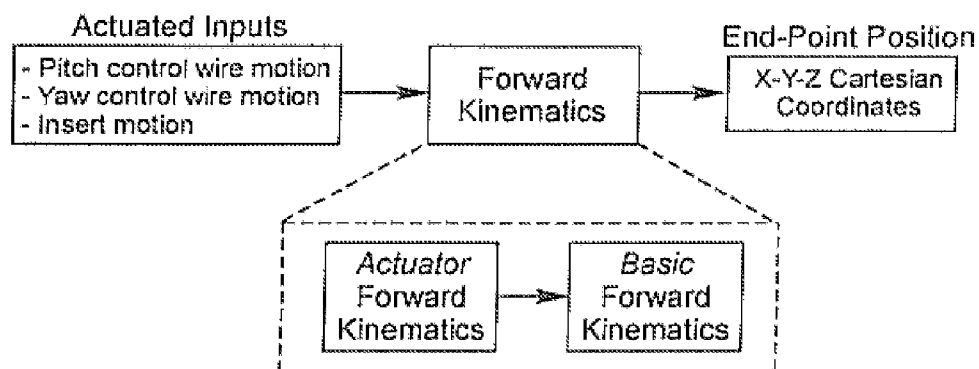 Actuated Inputs
- Pitch control wire motion
- Yaw control wire motion
- Insert motion
Forward
Kinematics
End-Point Position
X-Y-Z Cartesian
Coordinates
Actuator
Forward
Kinematics
Basic
Forward
Kinematics